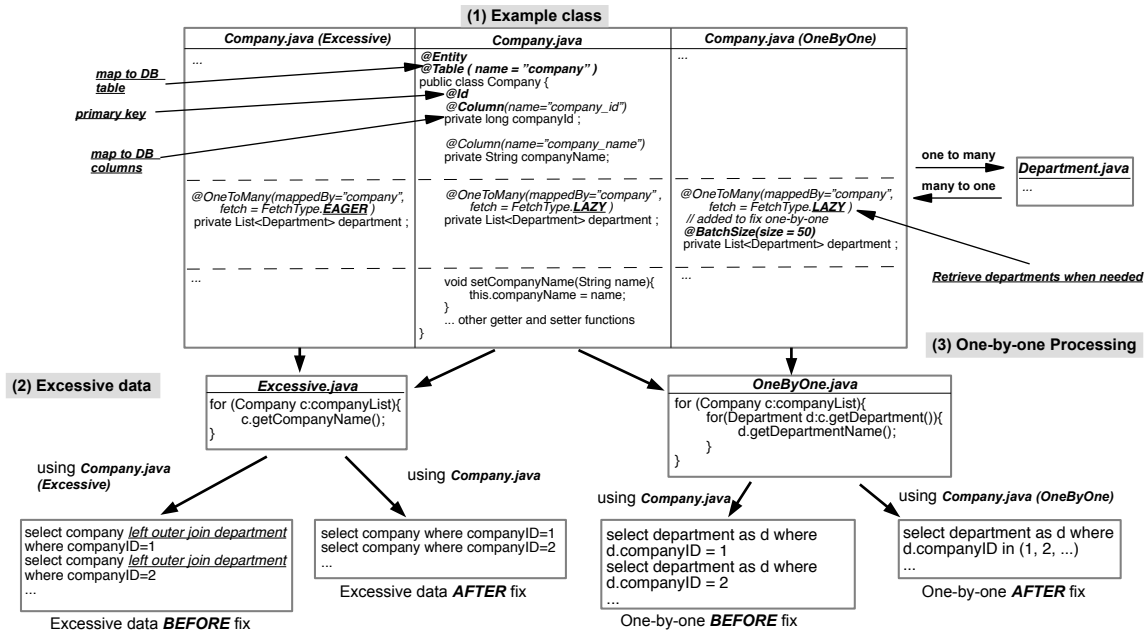 (1) Example class
Company.java (Excessive)
...
@OneToMany(mappedBy=”company”,
fetch = FetchType.EAGER )
private List<Department> department ;
...
Company.java
@Entity
@Table ( name = ”company” )
public class Company {
@Id
@Column(name=”company_id”)
private long companyId ;
@Column(name=”company_name”)
private String companyName;
@OneToMany(mappedBy=”company” ,
fetch = FetchType.LAZY )
private List<Department> department ;
void setCompanyName(String name){
this.companyName = name;
}
... other getter and setter functions
}
Company.java (OneByOne)
...
@OneToMany(mappedBy=”company”,
fetch = FetchType.LAZY )
// added to fix one-by-one
@BatchSize(size = 50)
private List<Department> department ;
...
map to DB
table
primary key
map to DB
columns
one to many
many to one
Department.java
...
Retrieve departments when needed
(2) Excessive data
Excessive.java
for (Company c:companyList){
c.getCompanyName();
}
using Company.java
(Excessive)
using Company.java
select company left outer join department
where companyID=1
select company left outer join department
where companyID=2
...
Excessive data BEFORE fix
select company where companyID=1
select company where companyID=2
...
Excessive data AFTER fix
(3) One-by-one Processing
OneByOne.java
for (Company c:companyList){
for(Department d:c.getDepartment()){
d.getDepartmentName();
}
}
using Company.java
using Company.java (OneByOne)
select department as d where
d.companyID = 1
select department as d where
d.companyID = 2
...
One-by-one BEFORE fix
select department as d where
d.companyID in (1, 2, ...)
...
One-by-one AFTER fix